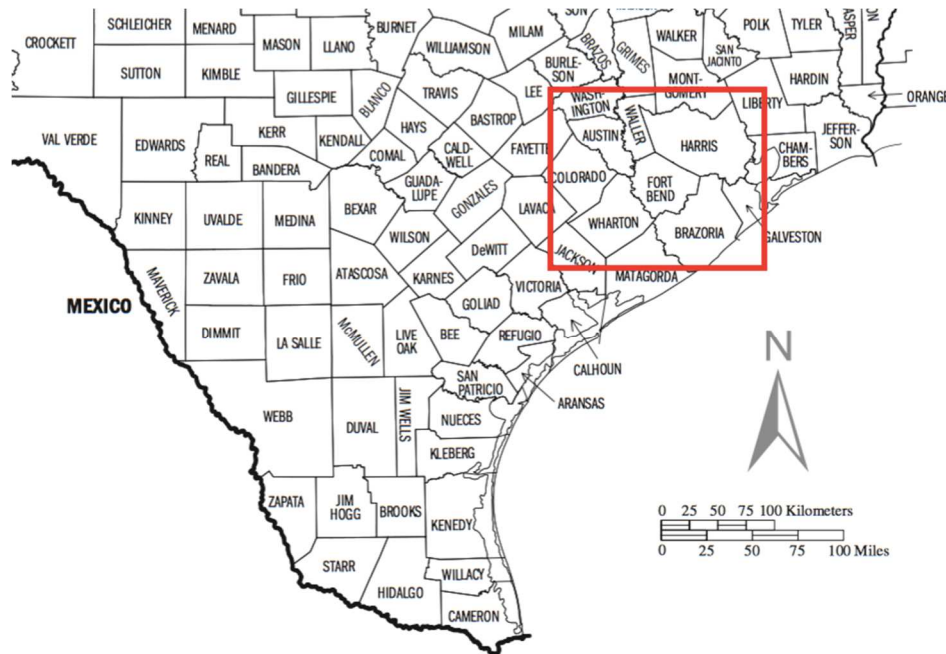 SCHLEICHER
MENARD
BURNET
SON
MILAM
WALKER
POLK
TYLER
CROCKETT
MASON
LLANO
WILLIAMSON
BRAZOS
GRIMES
SAN
JACINTO
SUTTON
KIMBLE
BURLE-
SON
MONT-
GOMERY
HARDIN
GILLESPIE
BLANCO
TRAVIS
LEE
WASH-
INGTON
LIBERTY
ORANGE
VAL VERDE
EDWARDS
REAL
KERR
KENDALL
HAYS
BASTROP
AUSTIN
WALLER
HARRIS
JEFFER-
SON
BANDERA
COMAL
CALD-
WELL
FAYETTE
CHAM-
BERS
GUADA-
LUPE
GONZALES
COLORADO
FORT
BEND
KINNEY
UVALDE
MEDINA
BEXAR
WILSON
LAVACA
WHARTON
BRAZORIA
GALVESTON
MAVERICK
ZAVALA
FRIO
ATASCOSA
KARNES
DeWITT
JACKSON
MATAGORDA
MEXICO
DIMMIT
LA SALLE
McMULLEN
LIVE
OAK
BEE
GOLIAD
VICTORIA
REFUGIO
CALHOUN
N
SAN
PATRICIO
ARANSAS
WEBB
DUVAL
JIM WELLS
NUECES
KLEBERG
ZAPATA
JIM
HOGG
BROOKS
KENEDY
0 25 50 75 100 Kilometers
0 25 50 75 100 Miles
STARR
HIDALGO
WILLACY
CAMERON